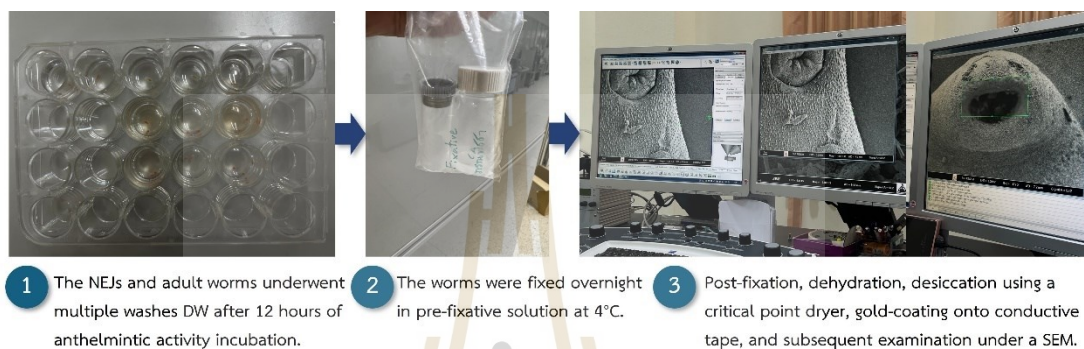 Fixative
1 The NEJs and adult worms underwent
multiple washes DW after 12 hours of
anthelmintic activity incubation.
2 The worms were fixed overnight
in pre-fixative solution at 4°C.
3 Post-fixation, dehydration, desiccation using a
critical point dryer, gold-coating onto conductive
tape, and subsequent examination under a SEM.